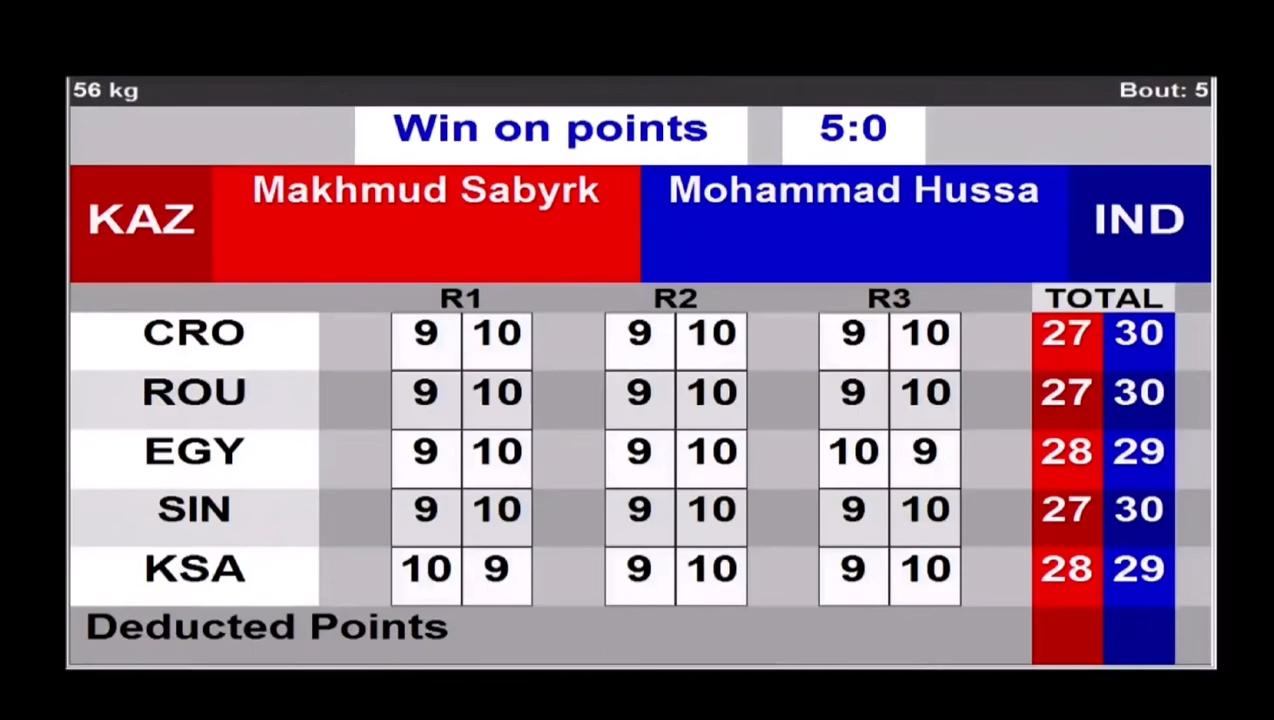 56 kg Bout: 5
Win on points 5:0
KAZ Makhmud Sabyrk Mohammad Hussa IND
R1 R2 R3 TOTAL
CRO 9 10 9 10 9 10 27 30
ROU 9 10 9 10 9 10 27 30
EGY 9 10 9 10 10 9 28 29
SIN 9 10 9 10 9 10 27 30
KSA 10 9 9 10 9 10 28 29
Deducted Points